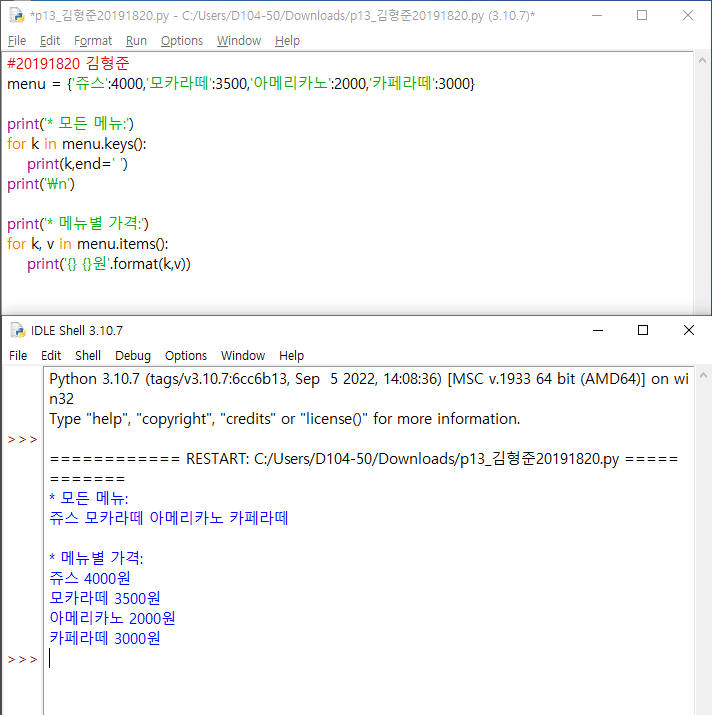 *p13_김형준20191820.py - C:/Users/D104-50/Downloads/p13_김형준20191820.py (3.10.7)*
File Edit Format Run Options Window Help
#20191820 김형준
menu = {'쥬스':4000,'모카라떼':3500,'아메리카노':2000,'카페라떼':3000}
print('* 모든 메뉴:')
for k in menu.keys():
    print(k,end=' ')
print('₩n')
print('* 메뉴별 가격:')
for k, v in menu.items():
    print('{} {}원'.format(k,v))
IDLE Shell 3.10.7
File Edit Shell Debug Options Window Help
Python 3.10.7 (tags/v3.10.7:6cc6b13, Sep  5 2022, 14:08:36) [MSC v.1933 64 bit (AMD64)] on wi
n32
Type "help", "copyright", "credits" or "license()" for more information.
>>>
============ RESTART: C:/Users/D104-50/Downloads/p13_김형준20191820.py =====
=======
* 모든 메뉴:
쥬스 모카라떼 아메리카노 카페라떼
* 메뉴별 가격:
쥬스 4000원
모카라떼 3500원
아메리카노 2000원
카페라떼 3000원
>>>